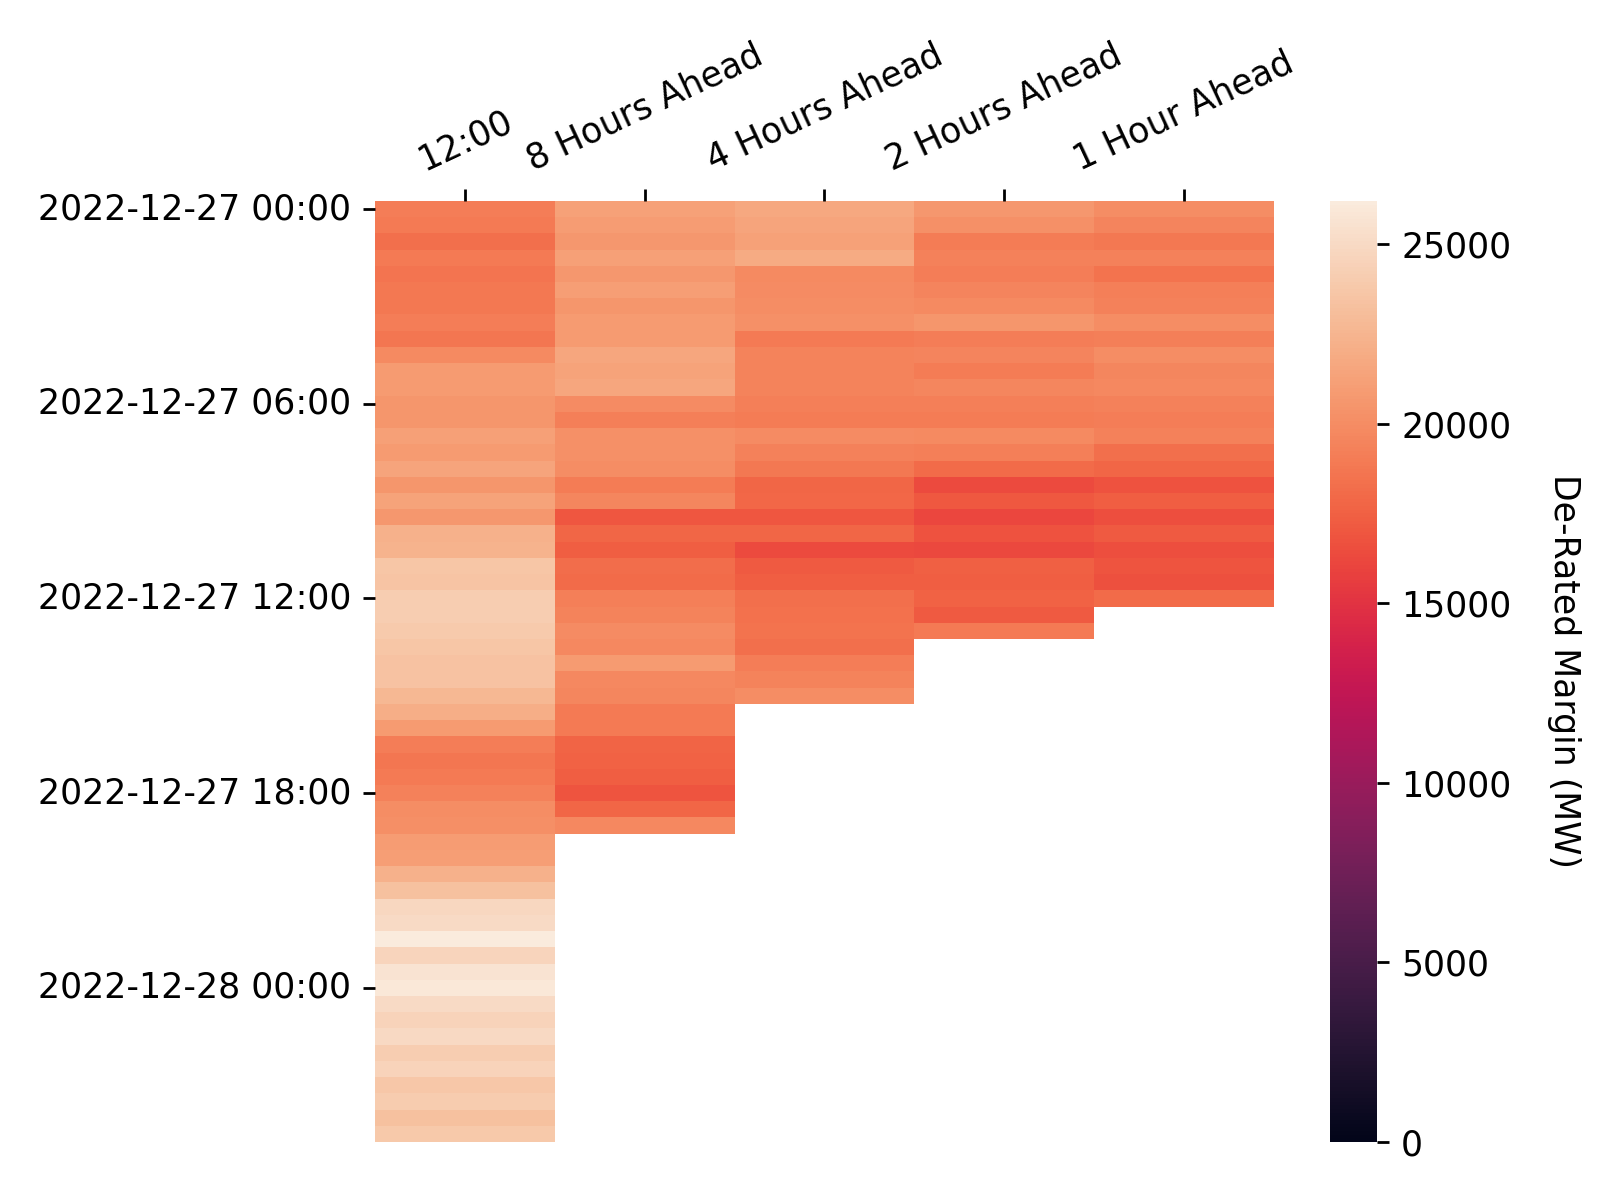 12:00
8 Hours Ahead
4 Hours Ahead
2 Hours Ahead
1 Hour Ahead
2022-12-27 00:00
2022-12-27 06:00
2022-12-27 12:00
2022-12-27 18:00
2022-12-28 00:00
25000
20000
15000
10000
5000
0
De-Rated Margin (MW)